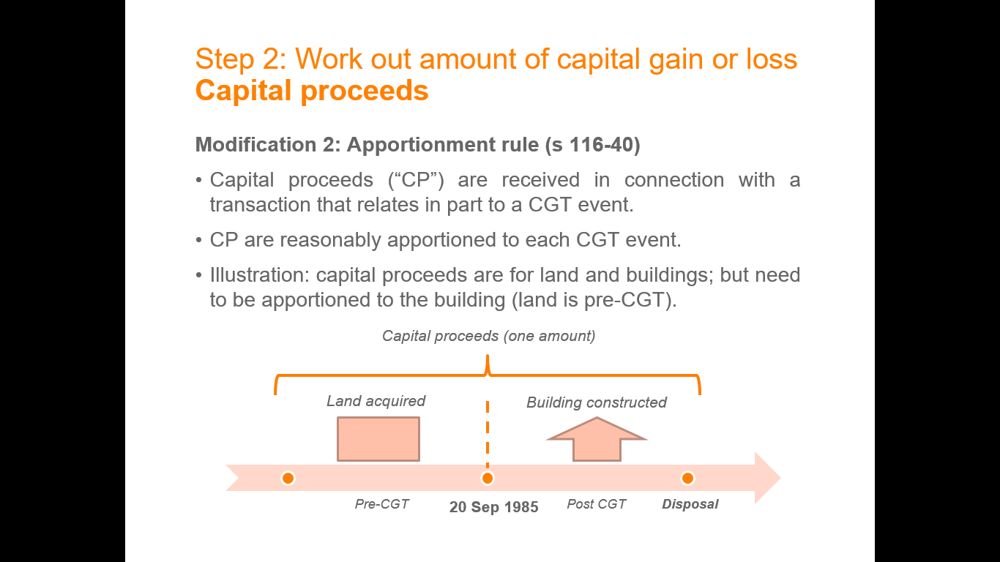 Step 2: Work out amount of capital gain or loss
Capital proceeds
Modification 2: Apportionment rule (s 116-40)
• Capital proceeds (“CP”) are received in connection with a
transaction that relates in part to a CGT event.
• CP are reasonably apportioned to each CGT event.
• Illustration: capital proceeds are for land and buildings; but need
to be apportioned to the building (land is pre-CGT).
Capital proceeds (one amount)
Land acquired
Building constructed
Pre-CGT
20 Sep 1985
Post CGT
Disposal